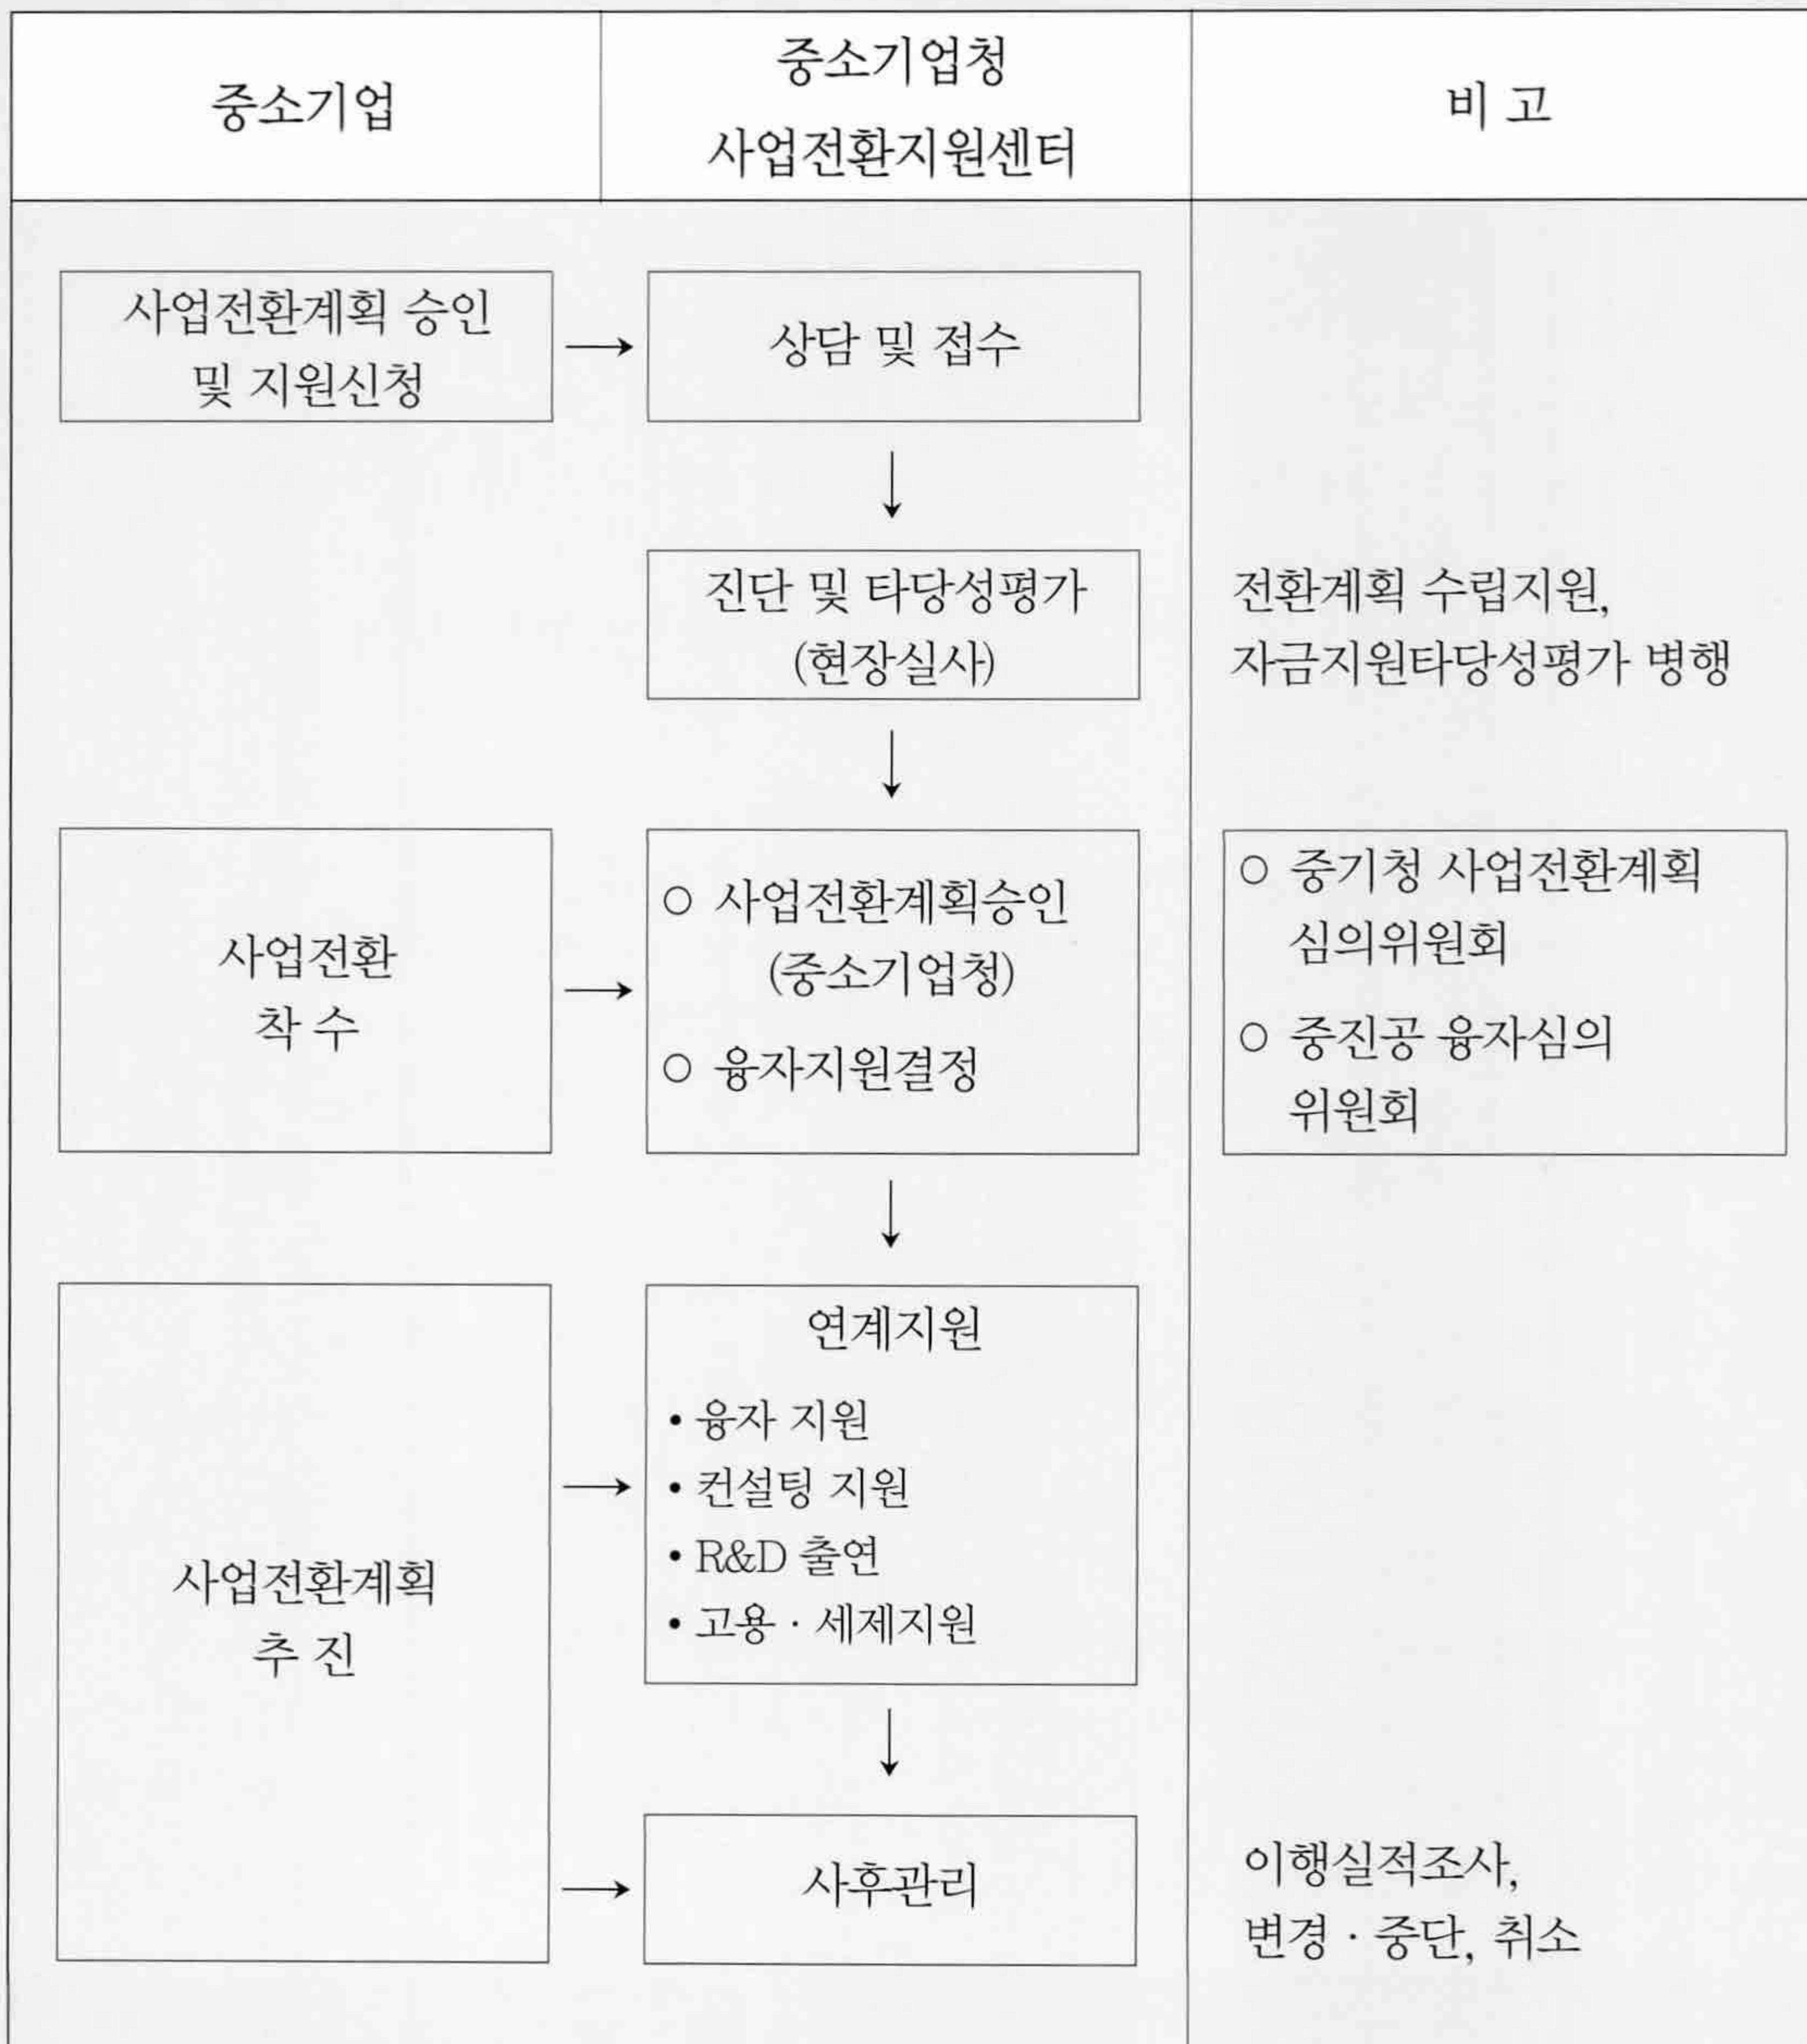 중소기업
중소기업청
사업전환지원센터
비 고
사업전환계획 승인
및 지원신청
→
상담 및 접수
↓
진단 및 타당성평가
(현장실사)
전환계획 수립지원,
자금지원타당성평가 병행
↓
사업전환
착 수
→
○ 사업전환계획승인
(중소기업청)
○ 융자지원결정
○ 중기청 사업전환계획
심의위원회
○ 중진공 융자심의
위원회
↓
사업전환계획
추 진
→
연계지원
• 융자 지원
• 컨설팅 지원
• R&D 출연
• 고용 · 세제지원
↓
→
사후관리
이행실적조사,
변경 · 중단, 취소